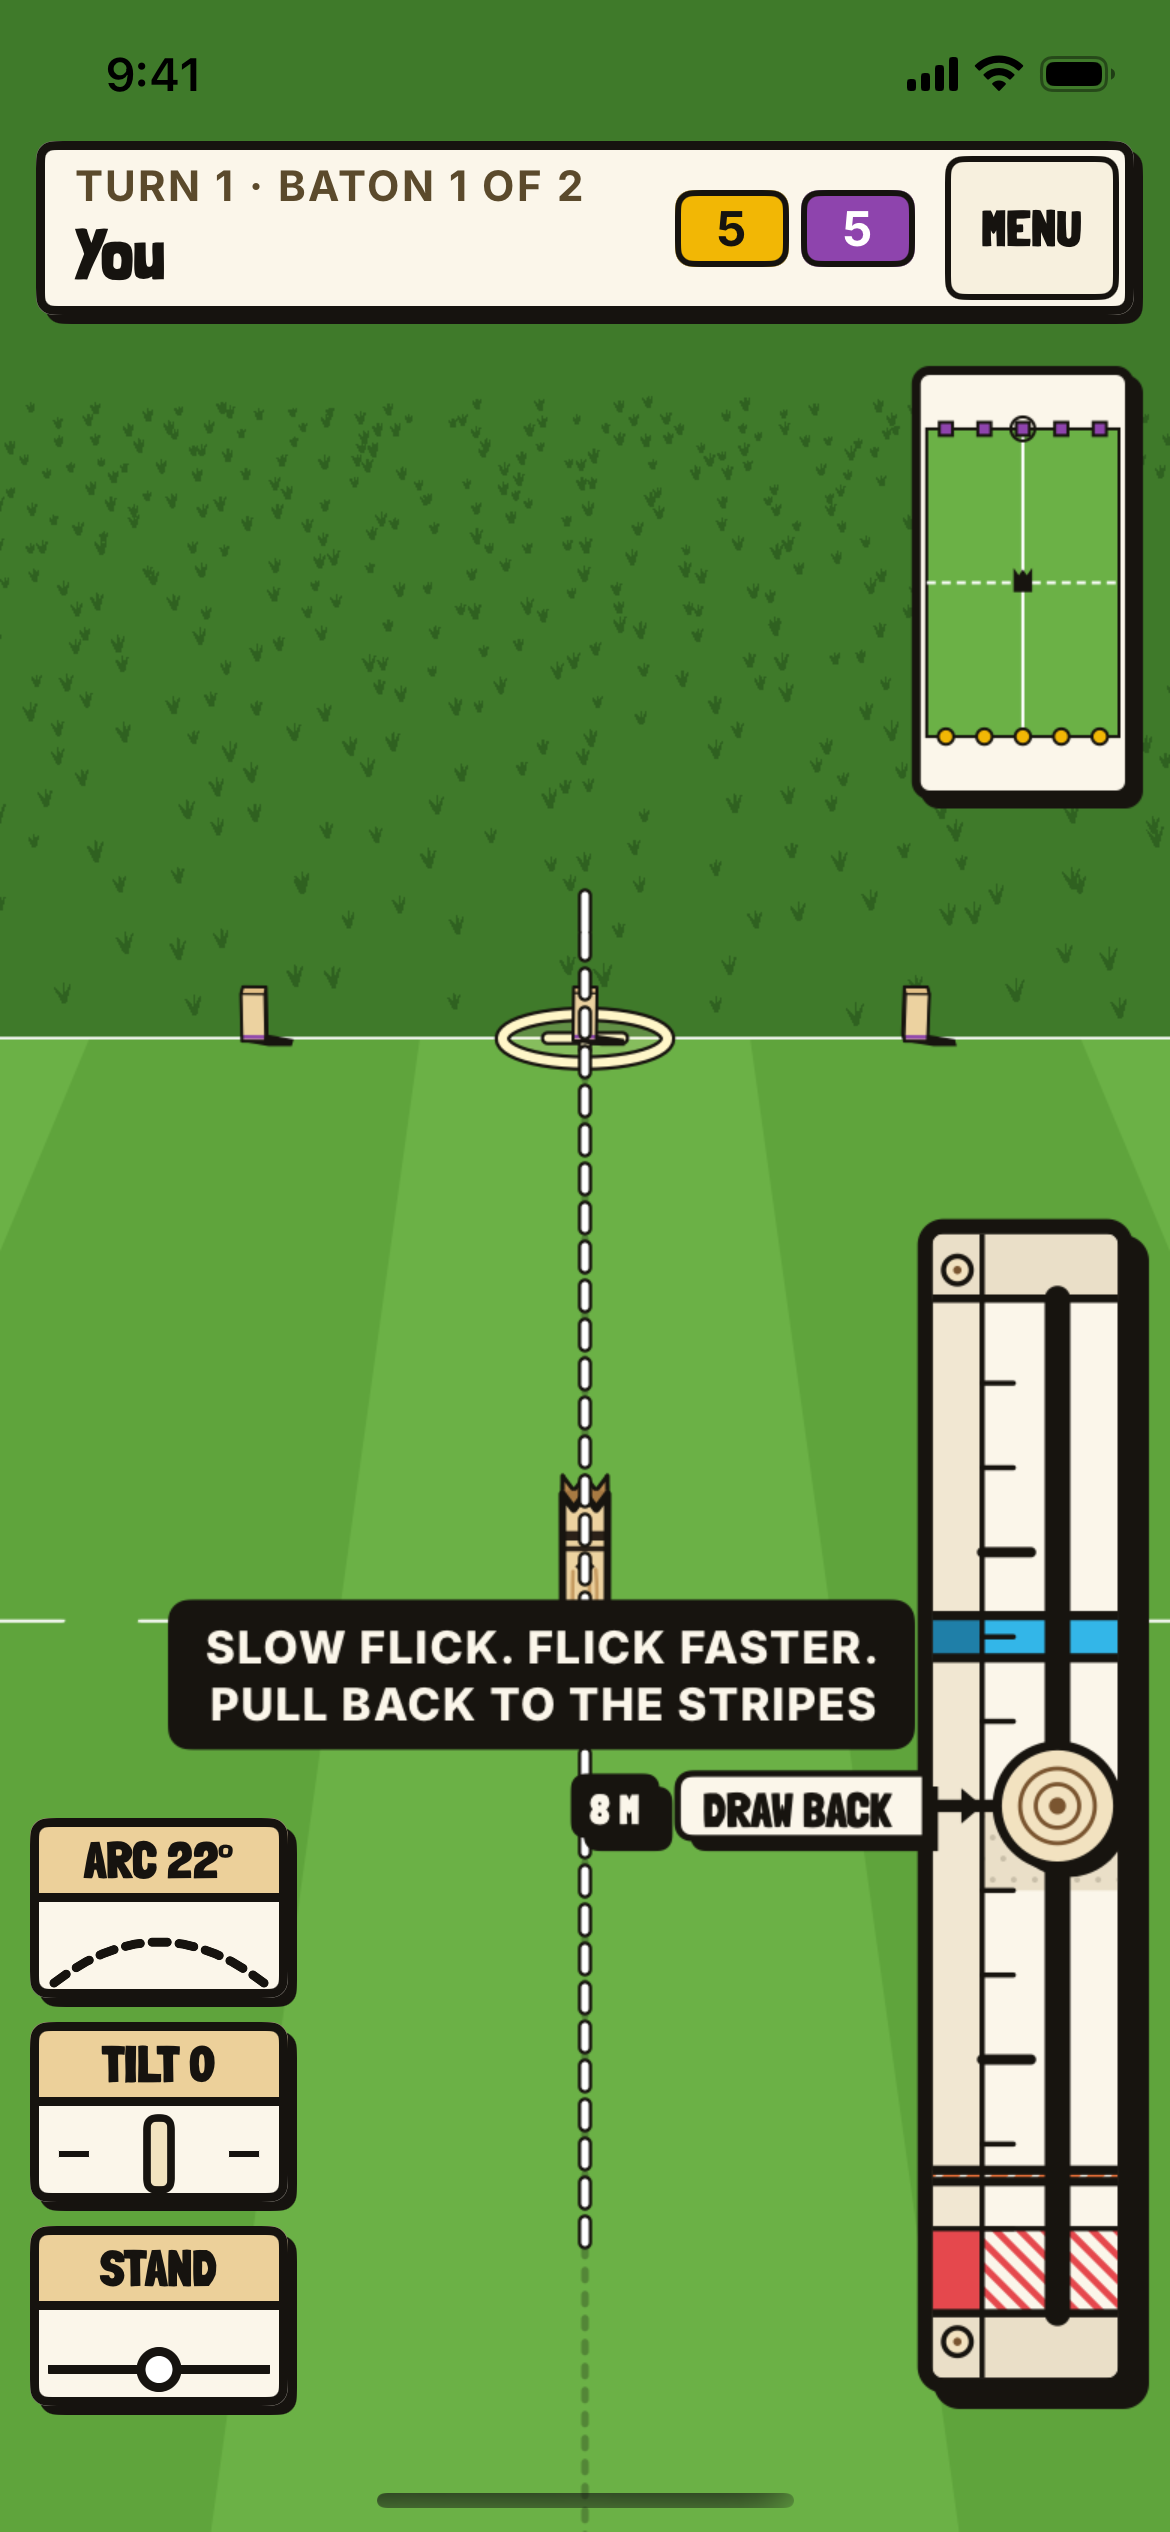 9:41
TURN 1 · BATON 1 OF 2
You
5
5
MENU
SLOW FLICK. FLICK FASTER.
PULL BACK TO THE STRIPES
8 M
DRAW BACK
ARC 22°
TILT 0
STAND